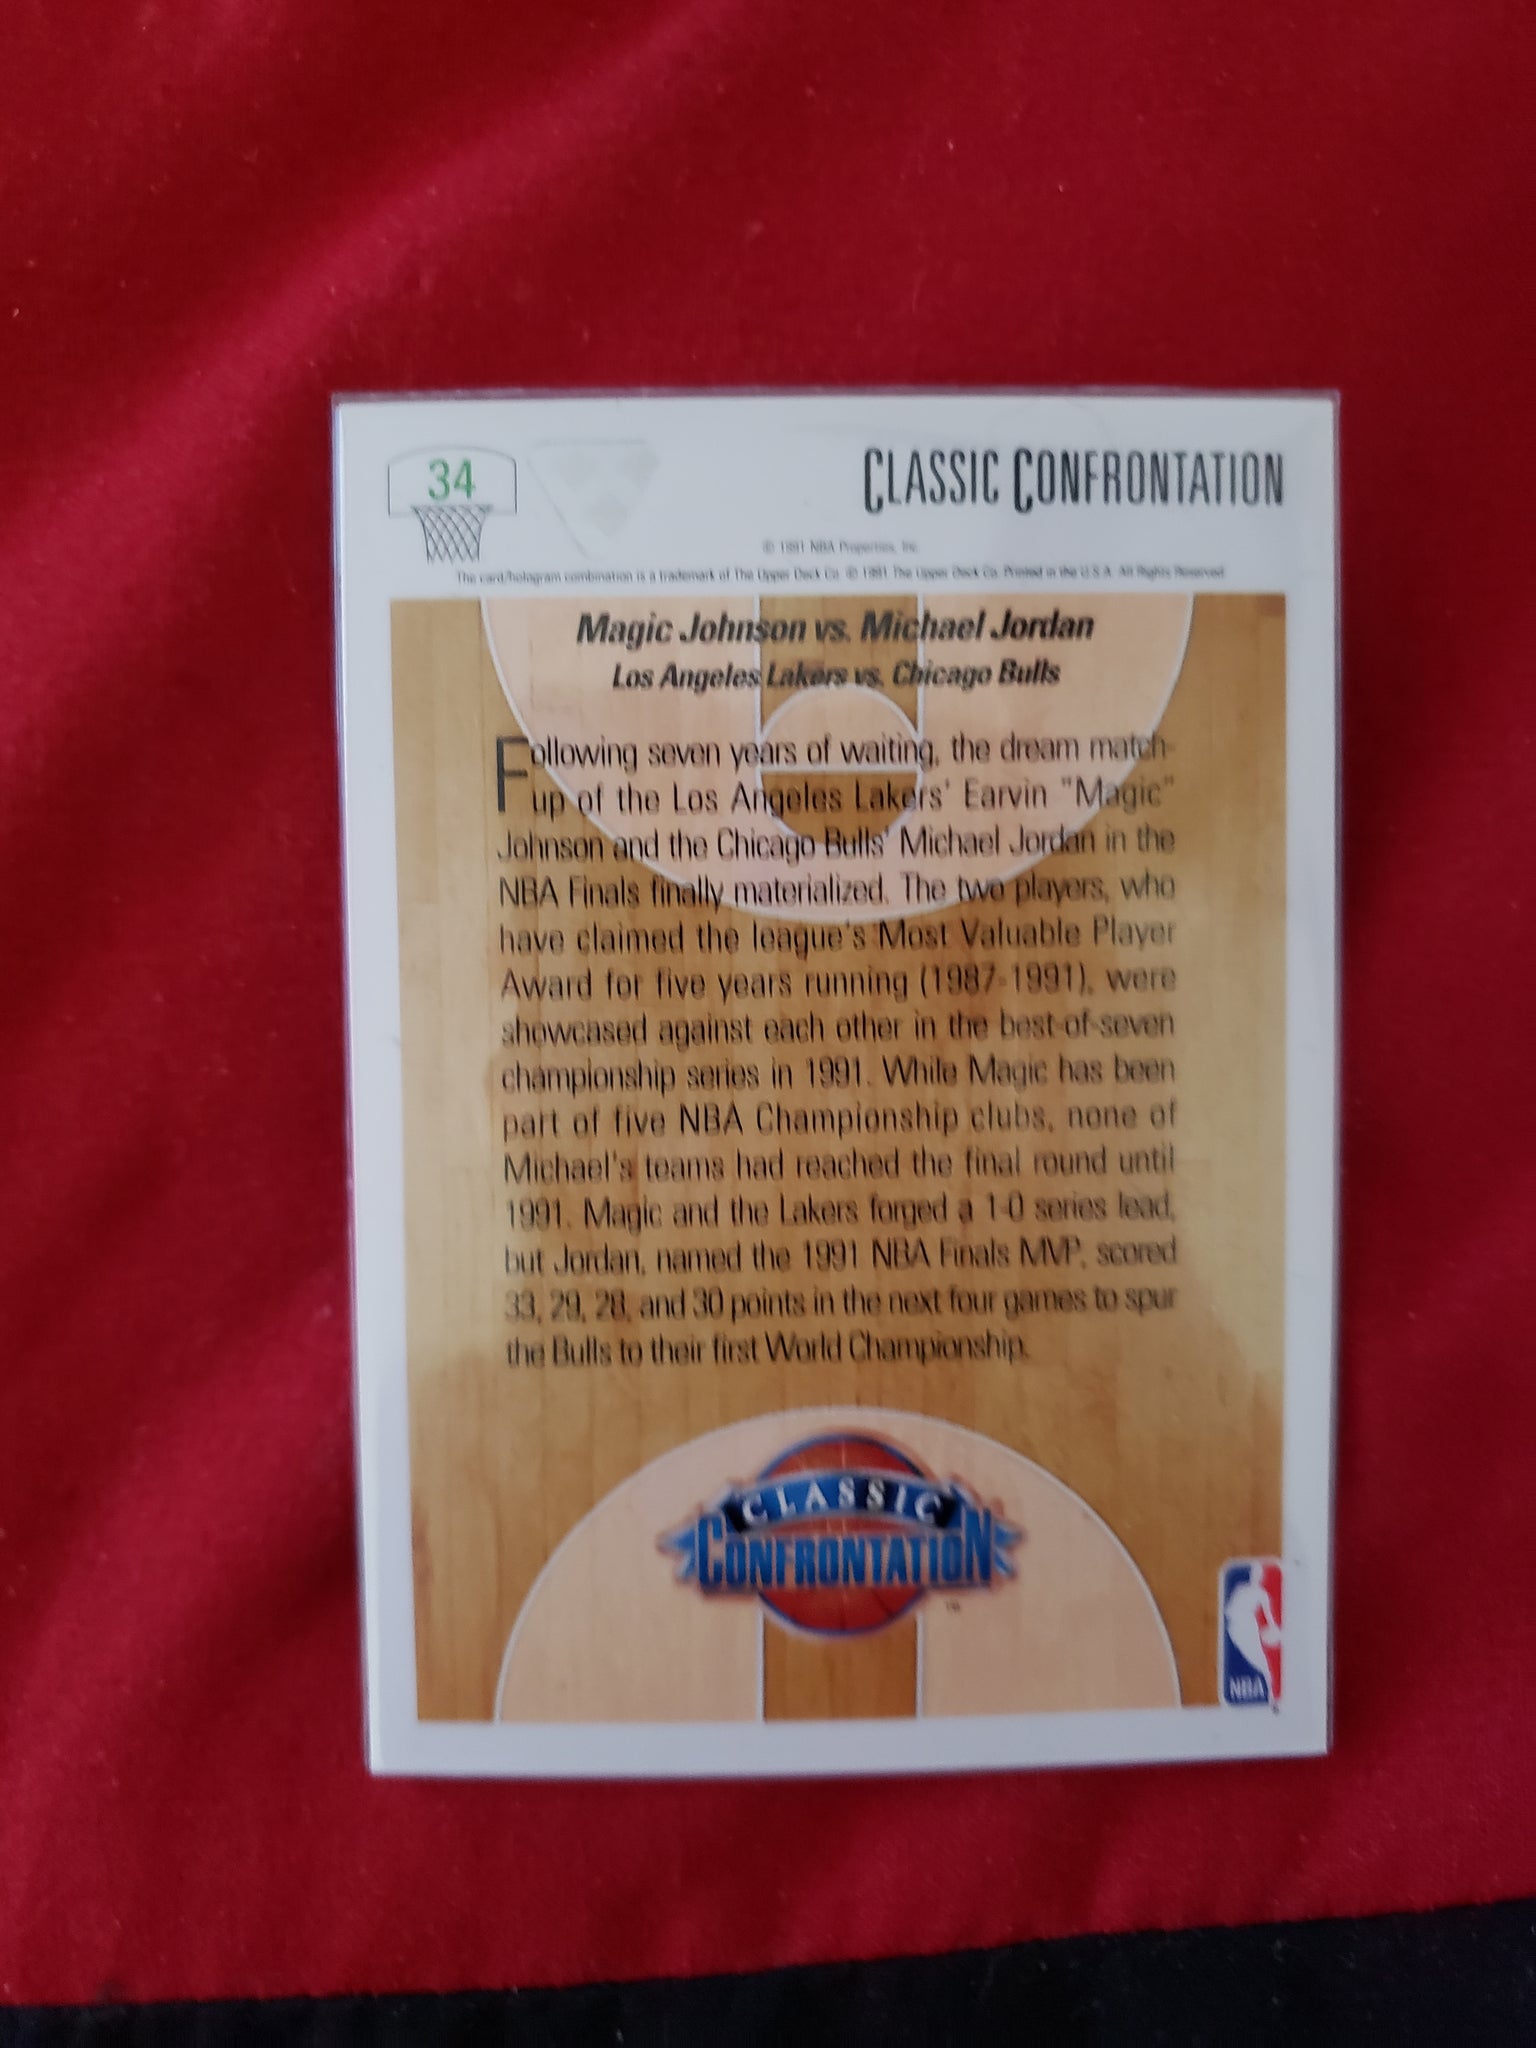 34
CLASSIC CONFRONTATION
© 1991 NBA Properties, Inc.
The card/hologram combination is a trademark of The Upper Deck Co. © 1991 The Upper Deck Co. Printed in the U.S.A. All Rights Reserved.
Magic Johnson vs. Michael Jordan
Los Angeles Lakers vs. Chicago Bulls
Following seven years of waiting, the dream match-
up of the Los Angeles Lakers' Earvin "Magic"
Johnson and the Chicago Bulls' Michael Jordan in the
NBA Finals finally materialized. The two players, who
have claimed the league's Most Valuable Player
Award for five years running (1987-1991), were
showcased against each other in the best-of-seven
championship series in 1991. While Magic has been
part of five NBA Championship clubs, none of
Michael's teams had reached the final round until
1991. Magic and the Lakers forged a 1-0 series lead,
but Jordan, named the 1991 NBA Finals MVP, scored
33, 29, 28, and 30 points in the next four games to spur
the Bulls to their first World Championship.
CLASSIC
CONFRONTATION
TM
NBA